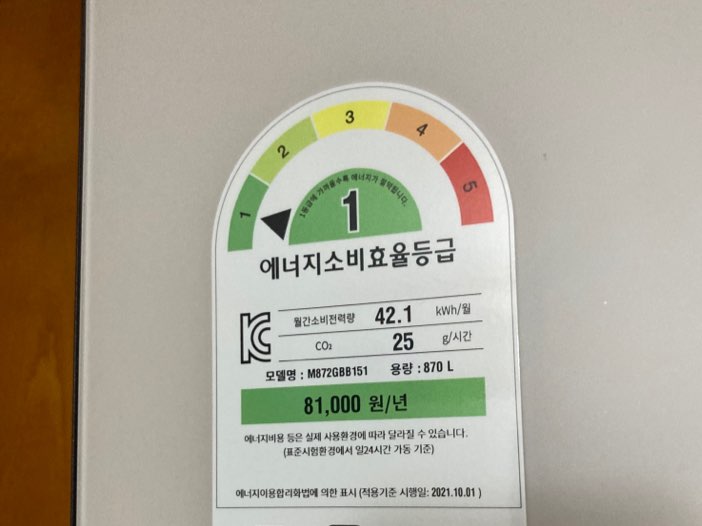 1 2 3 4 5
1등급에 가까울수록 에너지가 절약됩니다.
1
에너지소비효율등급
월간소비전력량 42.1 kWh/월
CO₂ 25 g/시간
모델명 : M872GBB151 용량 : 870 L
81,000 원/년
에너지비용 등은 실제 사용환경에 따라 달라질 수 있습니다.
(표준시험환경에서 일24시간 가동 기준)
에너지이용합리화법에 의한 표시 (적용기준 시행일: 2021.10.01 )